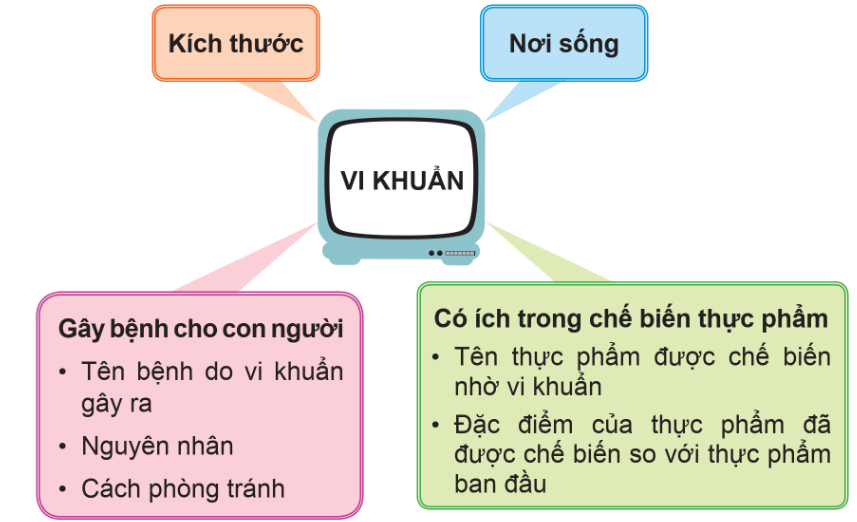 Kích thước
Nơi sống
VI KHUẨN
Gây bệnh cho con người
• Tên bệnh do vi khuẩn
gây ra
• Nguyên nhân
• Cách phòng tránh
Có ích trong chế biến thực phẩm
• Tên thực phẩm được chế biến
nhờ vi khuẩn
• Đặc điểm của thực phẩm đã
được chế biến so với thực phẩm
ban đầu